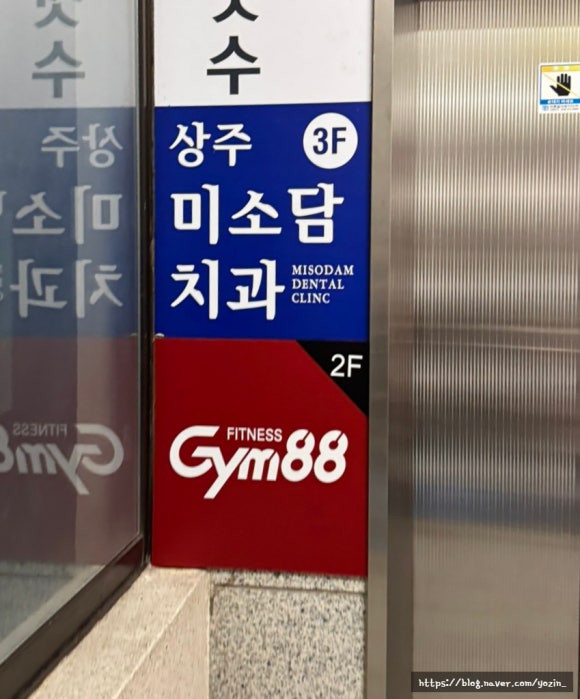 수
상주
3F
미소담
치과
MISODAM
DENTAL
CLINC
2F
FITNESS
Gym88
https://blog.naver.com/yozin_